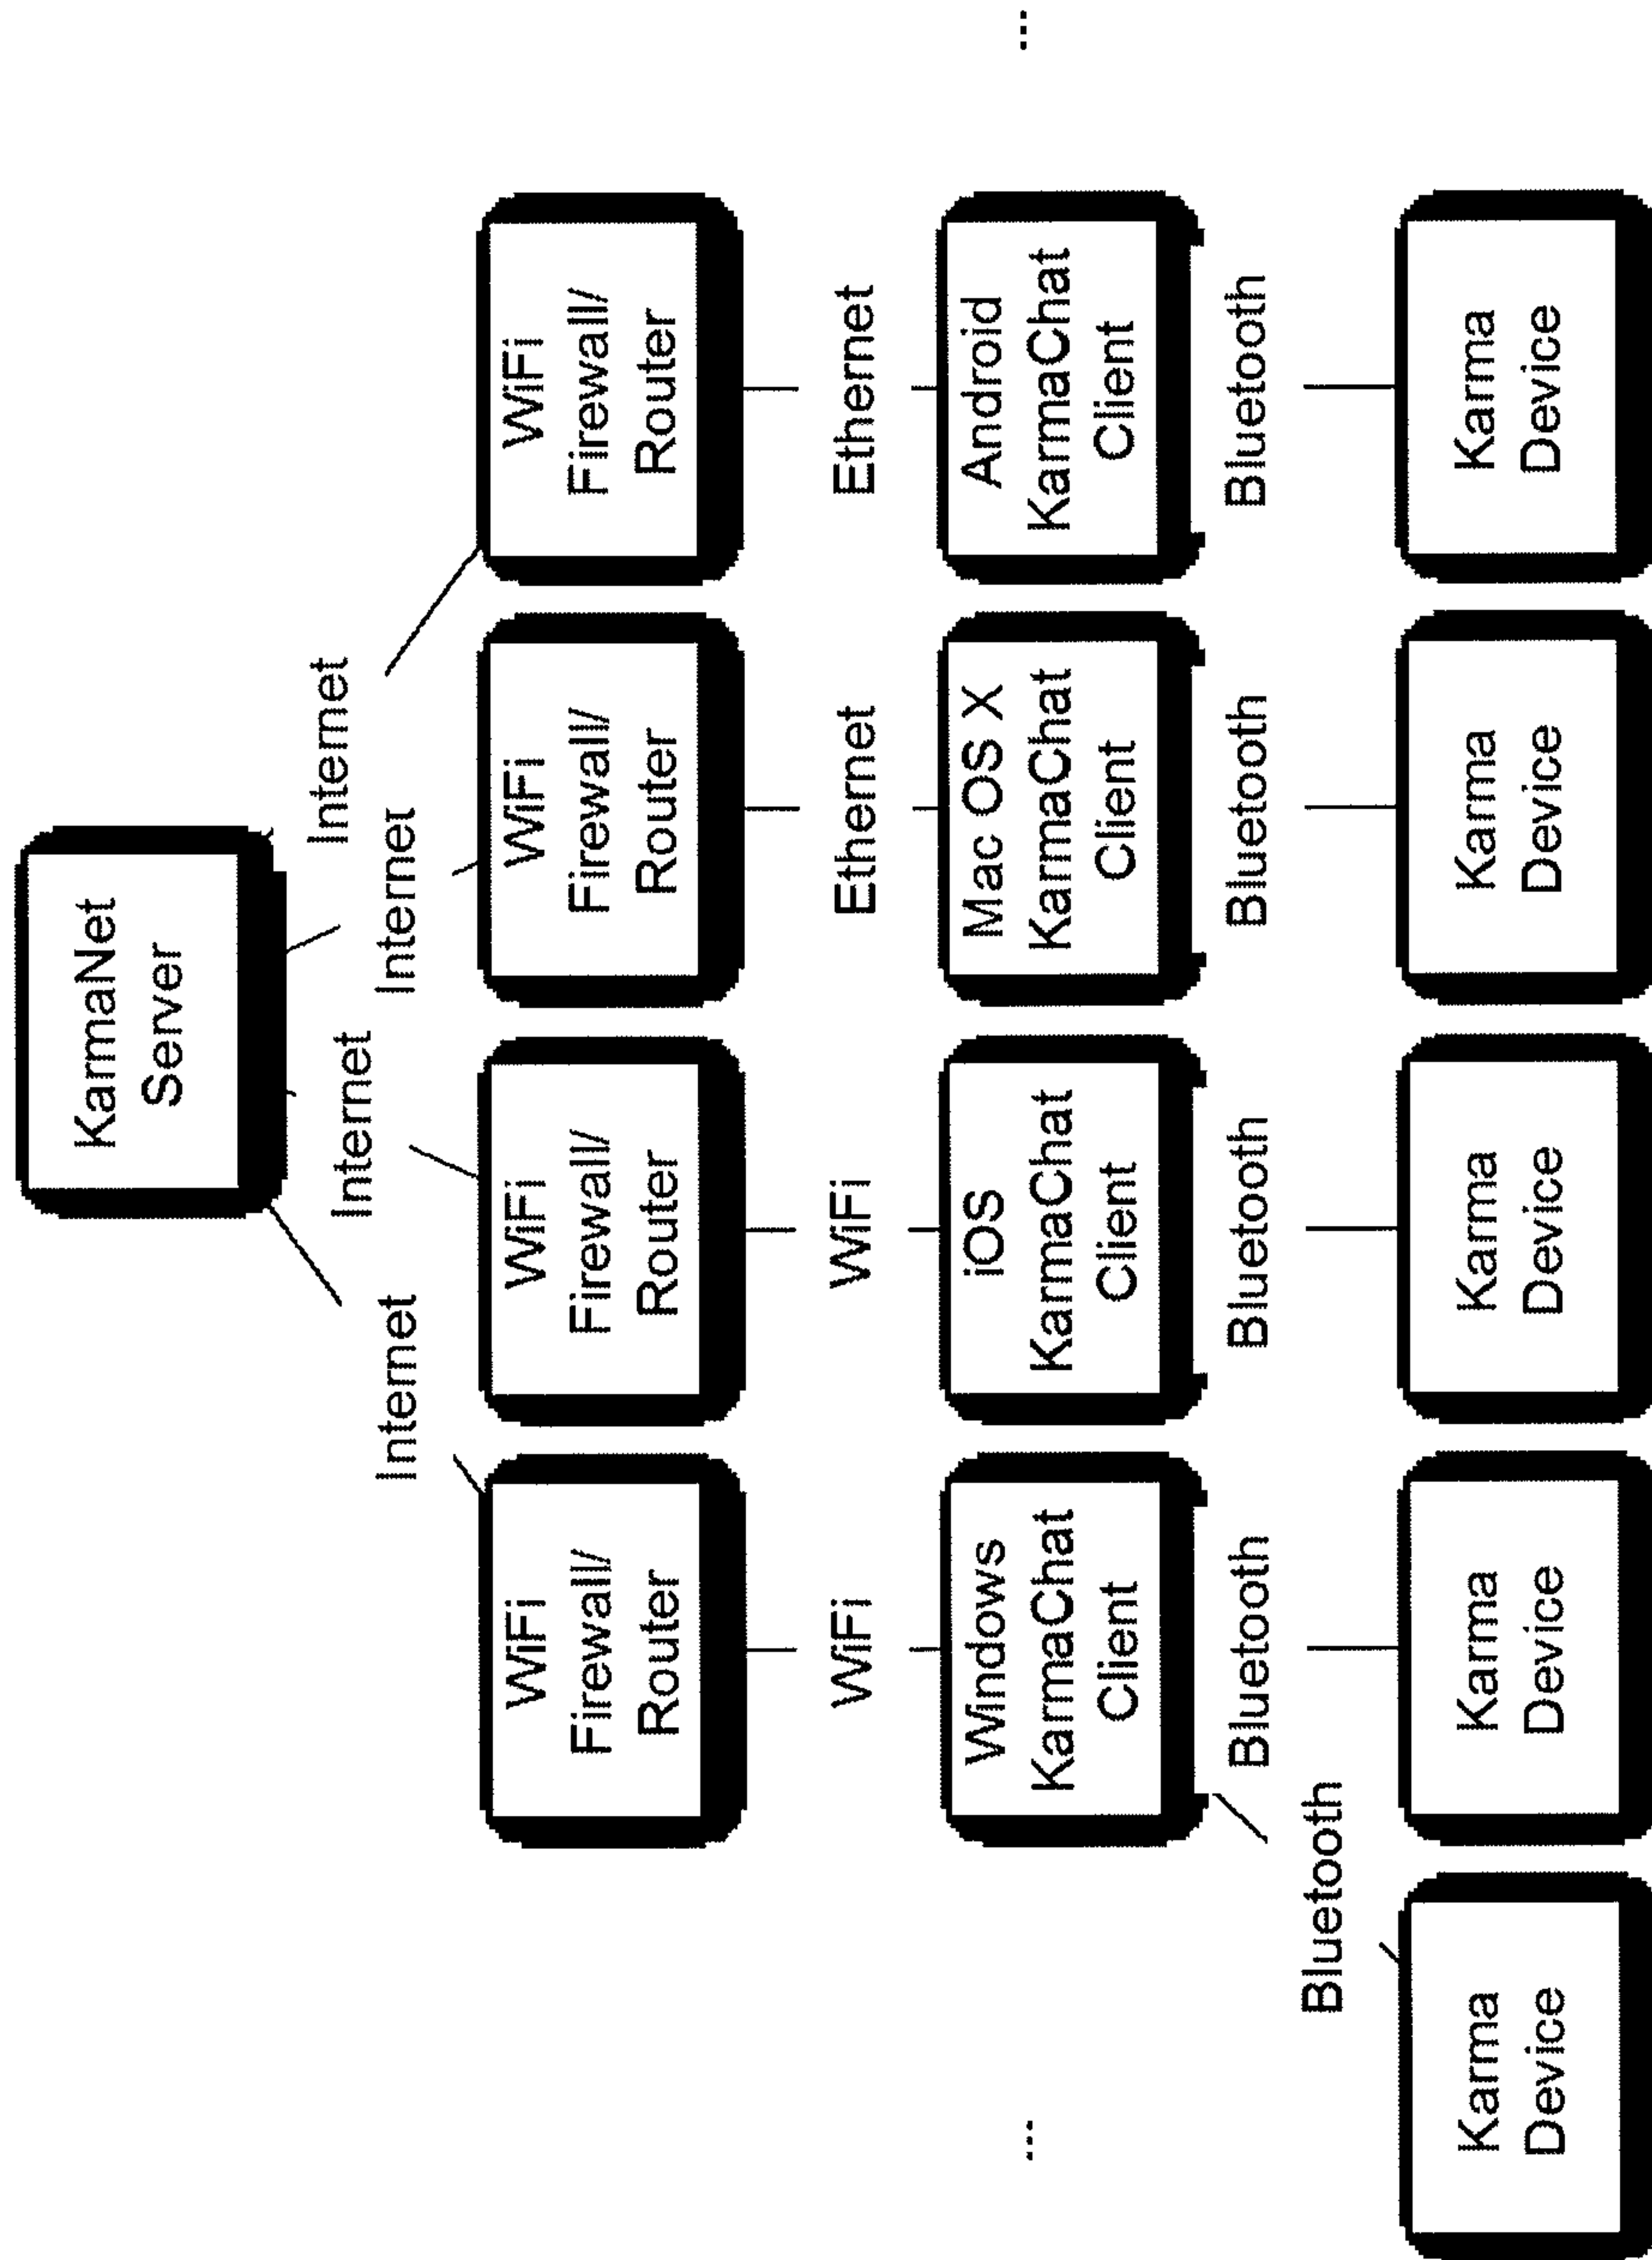 KarmaNet
Server
Internet
Internet
Internet
Internet
WiFi
Firewall/
Router
WiFi
Firewall/
Router
WiFi
Firewall/
Router
WiFi
Firewall/
Router
WiFi
WiFi
Ethernet
Ethernet
...
Windows
KarmaChat
Client
iOS
KarmaChat
Client
Mac OS X
KarmaChat
Client
Android
KarmaChat
Client
...
Bluetooth
Bluetooth
Bluetooth
Bluetooth
Bluetooth
Karma
Device
Karma
Device
Karma
Device
Karma
Device
Karma
Device